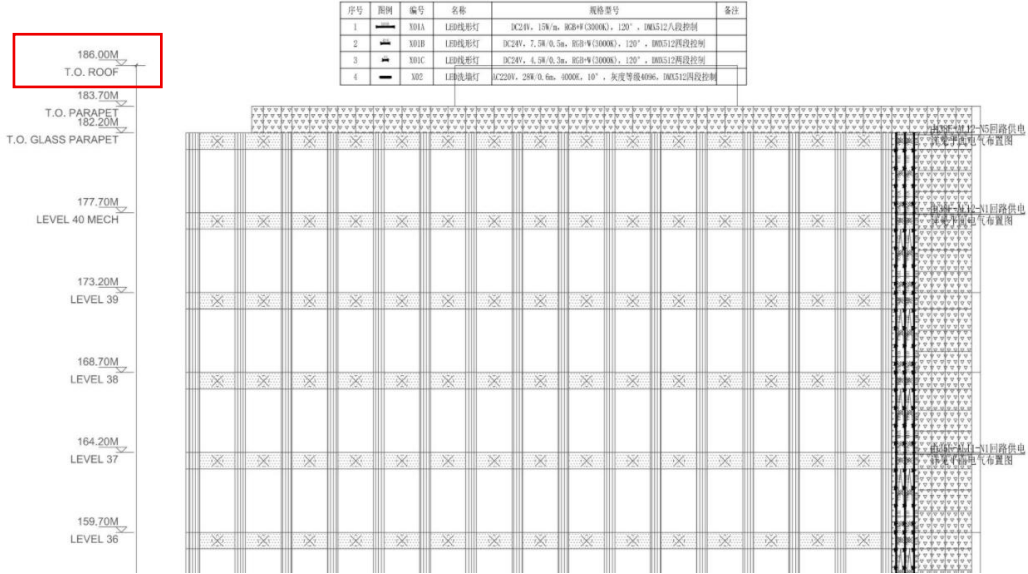 序号 图例 编号 名称 规格型号 备注
1 X01A LED线形灯 DC24V, 15W/m, RGB+W(3000K), 120°, DMX512八段控制
2 X01B LED线形灯 DC24V, 7.5W/0.5m, RGB+W(3000K), 120°, DMX512四段控制
3 X01C LED线形灯 DC24V, 4.5W/0.3m, RGB+W(3000K), 120°, DMX512两段控制
4 X02 LED洗墙灯 AC220V, 28W/0.6m, 4000K, 10°, 灰度等级4096, DMX512四段控制
186.00M
T.O. ROOF
183.70M
T.O. PARAPET
182.20M
T.O. GLASS PARAPET
回路供电
电气布置图
177.70M
LEVEL 40 MECH
回路供电
电气布置图
173.20M
LEVEL 39
168.70M
LEVEL 38
164.20M
LEVEL 37
回路供电
电气布置图
159.70M
LEVEL 36